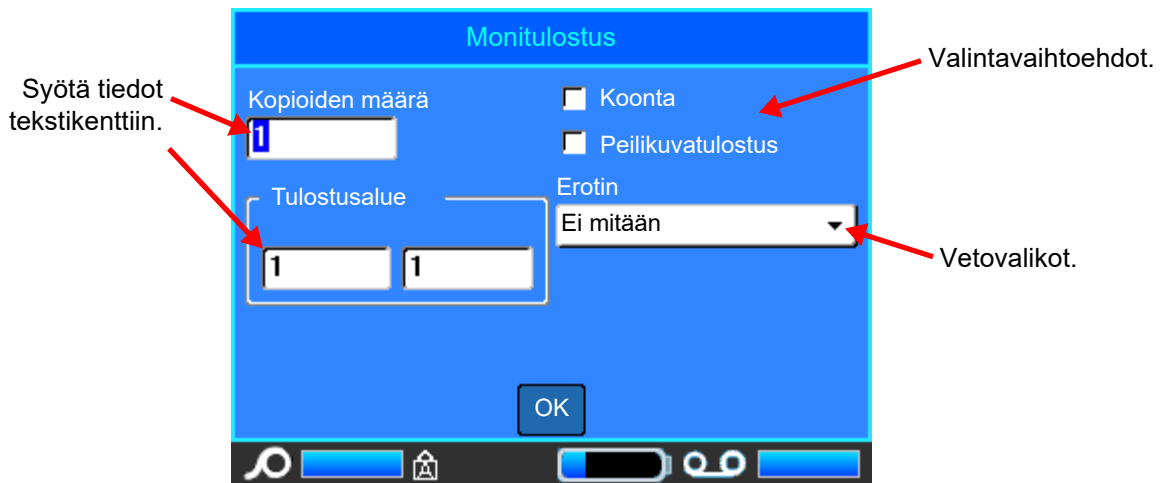 Monitulostus
Syötä tiedot
tekstikenttiin.
Kopioiden määrä
1
Koonta
Peilikuvatulostus
Valintavaihtoehdot.
Tulostusalue
1
1
Erotin
Ei mitään
Vetovalikot.
OK
A